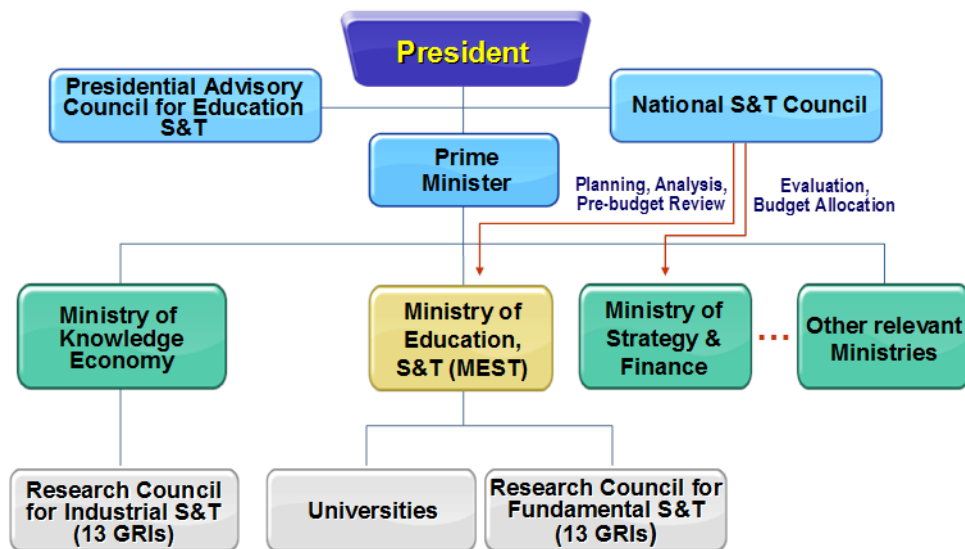 President
Presidential Advisory
Council for Education
S&T
National S&T Council
Prime
Minister
Planning, Analysis,
Pre-budget Review
Evaluation,
Budget Allocation
Ministry of
Knowledge
Economy
Ministry of
Education,
S&T (MEST)
Ministry of
Strategy &
Finance
...
Other relevant
Ministries
Research Council
for Industrial S&T
(13 GRIs)
Universities
Research Council for
Fundamental S&T
(13 GRIs)